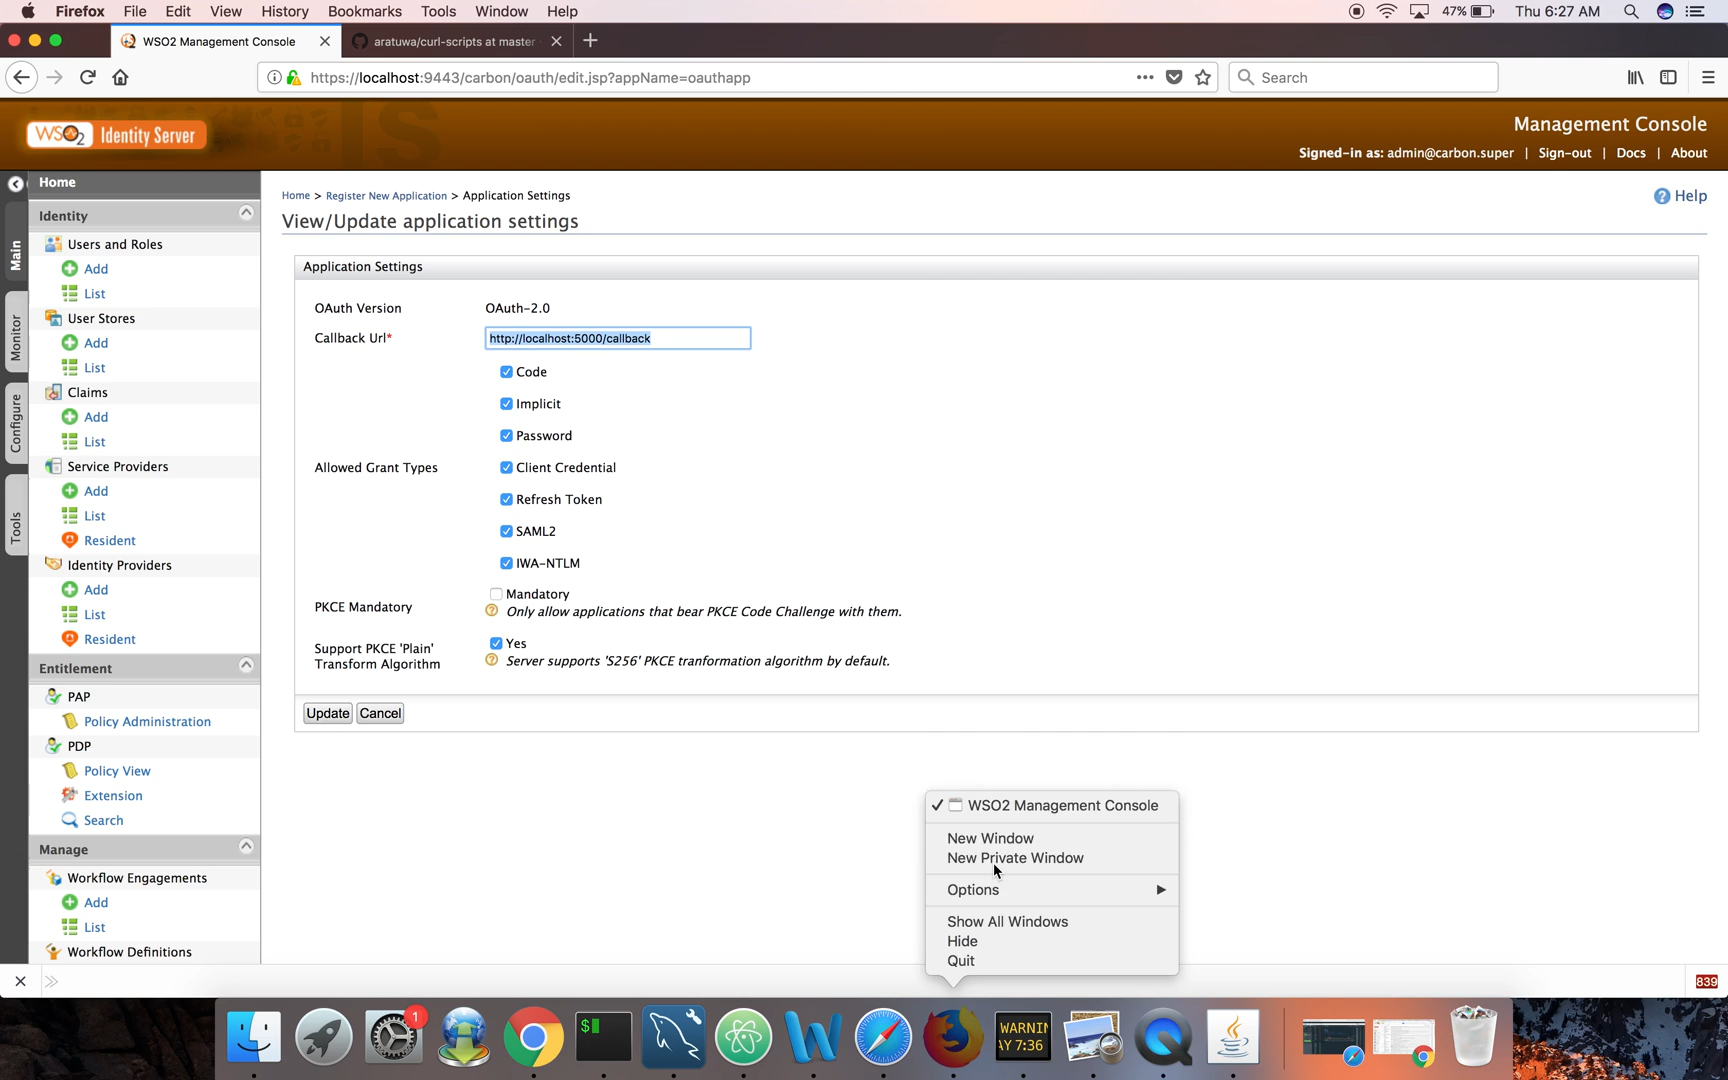 Firefox File Edit View History Bookmarks Tools Window Help 47% Thu 6:27 AM
WSO2 Management Console aratuwa/curl-scripts at master
https://localhost:9443/carbon/oauth/edit.jsp?appName=oauthapp Search
WSO2 Identity Server
Management Console
Signed-in as: admin@carbon.super | Sign-out | Docs | About
Main
Monitor
Configure
Tools
Home
Identity
Users and Roles
Add
List
User Stores
Add
List
Claims
Add
List
Service Providers
Add
List
Resident
Identity Providers
Add
List
Resident
Entitlement
PAP
Policy Administration
PDP
Policy View
Extension
Search
Manage
Workflow Engagements
Add
List
Workflow Definitions
Home > Register New Application > Application Settings
Help
View/Update application settings
Application Settings
OAuth Version OAuth-2.0
Callback Url* http://localhost:5000/callback
Allowed Grant Types
Code
Implicit
Password
Client Credential
Refresh Token
SAML2
IWA-NTLM
PKCE Mandatory
Mandatory
Only allow applications that bear PKCE Code Challenge with them.
Support PKCE 'Plain'
Transform Algorithm
Yes
Server supports 'S256' PKCE tranformation algorithm by default.
Update Cancel
WSO2 Management Console
New Window
New Private Window
Options
Show All Windows
Hide
Quit
839
1
$
WARNIN
AY 7:36